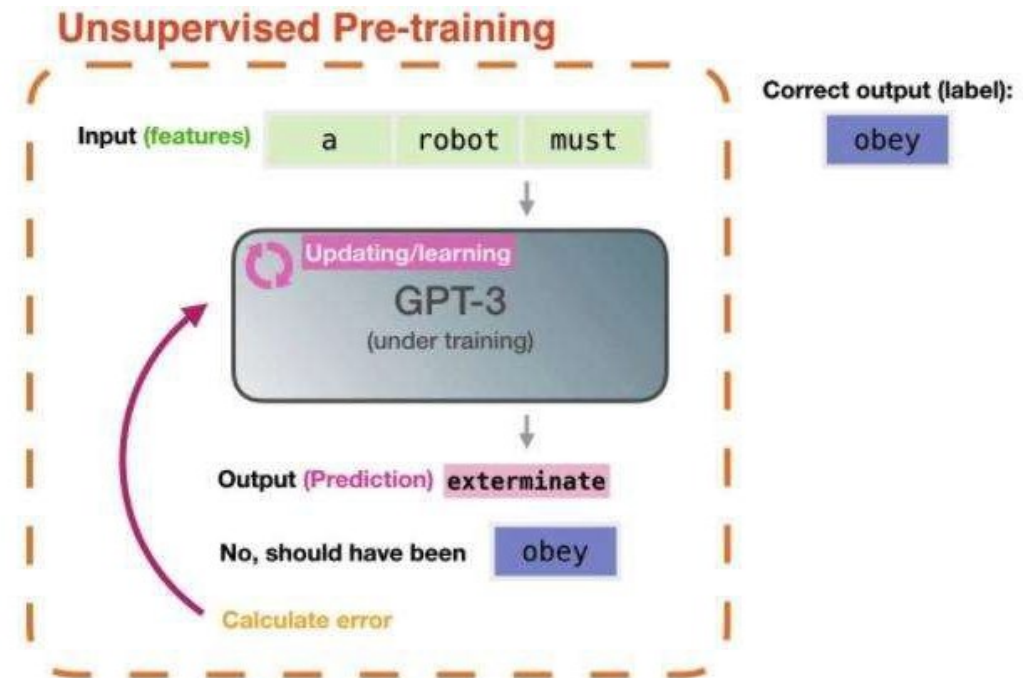 Unsupervised Pre-training
Correct output (label):
Input (features) a robot must
obey
Updating/learning
GPT-3
(under training)
Output (Prediction) exterminate
No, should have been obey
Calculate error